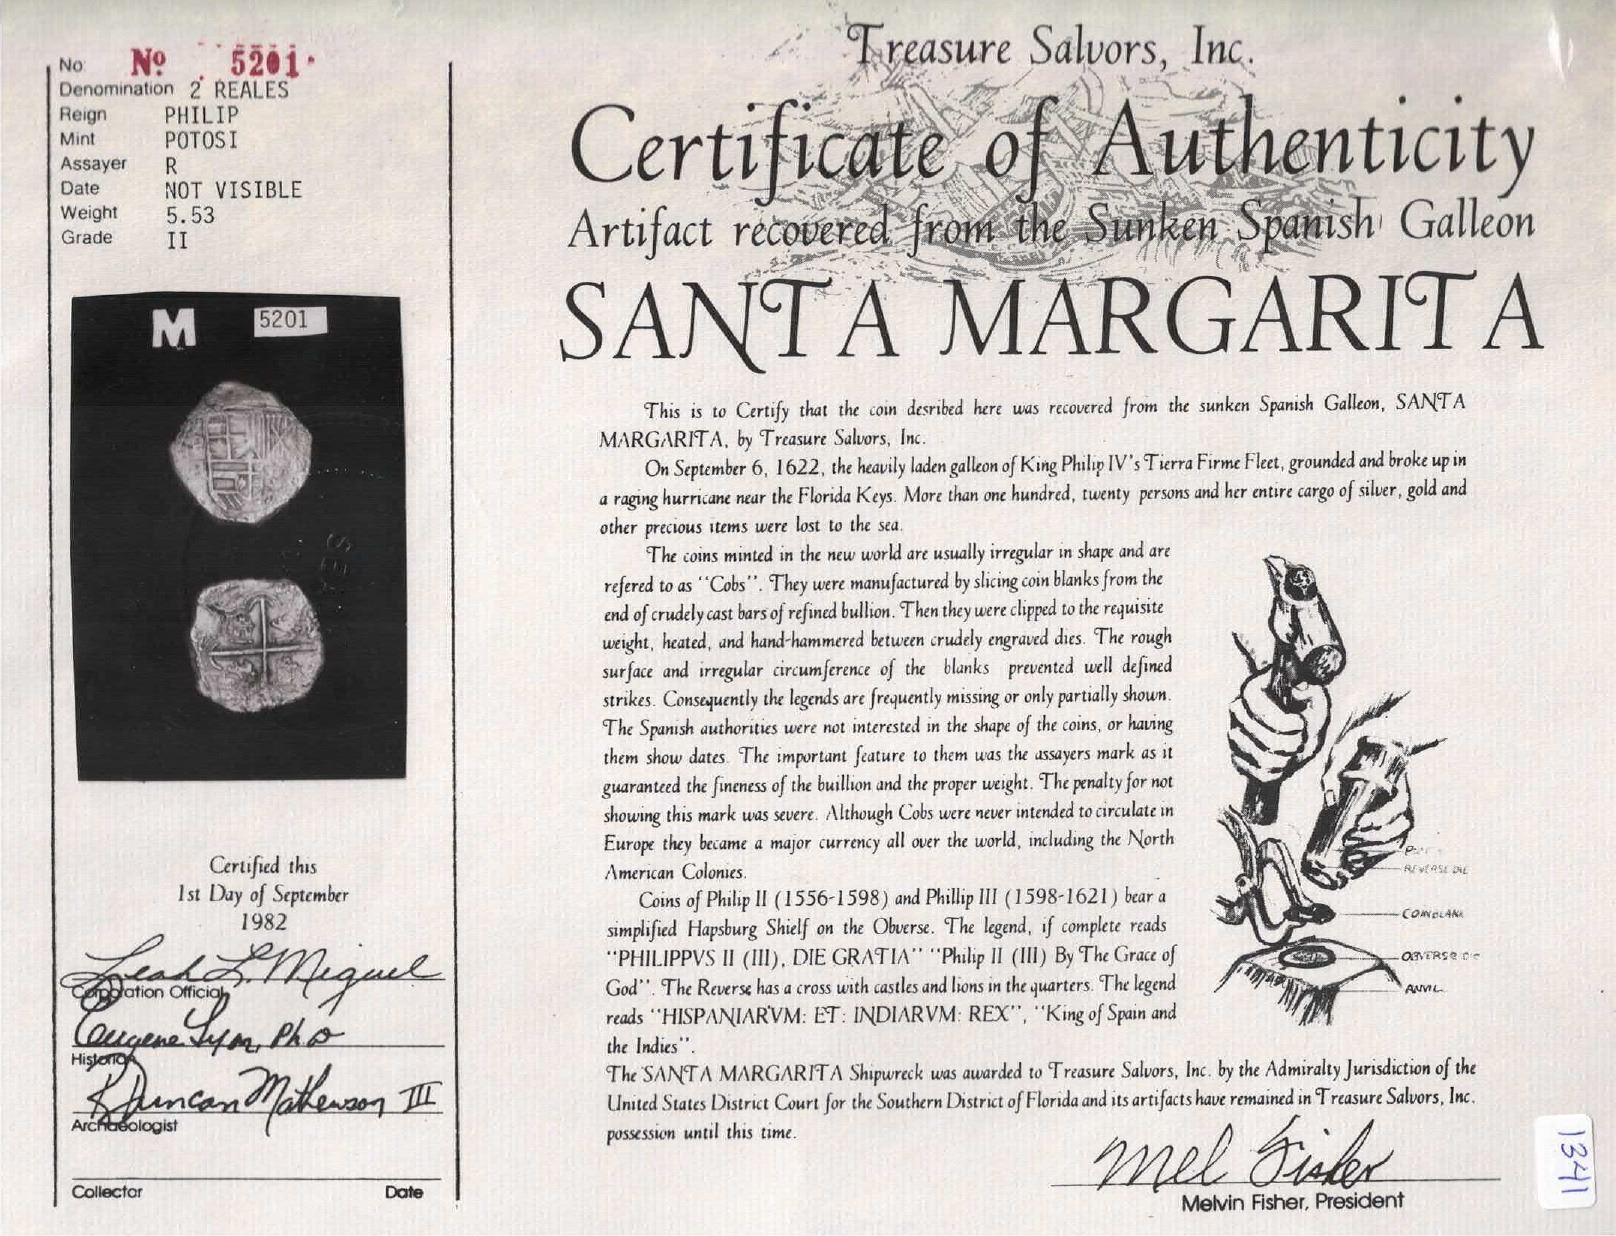 No: Nº 5201
Denomination 2 REALES
Reign PHILIP
Mint POTOSI
Assayer R
Date NOT VISIBLE
Weight 5.53
Grade II
M 5201
Certified this
1st Day of September
1982
Leah L. Miguel
Corporation Official
Eugene Lyon, PhD
Historian
R Duncan Mathewson III
Archaeologist
Collector Date
Treasure Salvors, Inc.
Certificate of Authenticity
Artifact recovered from the Sunken Spanish Galleon
SANTA MARGARITA
This is to Certify that the coin desribed here was recovered from the sunken Spanish Galleon, SANTA
MARGARITA, by Treasure Salvors, Inc.
On September 6, 1622, the heavily laden galleon of King Philip IV's Tierra Firme Fleet, grounded and broke up in
a raging hurricane near the Florida Keys. More than one hundred, twenty persons and her entire cargo of silver, gold and
other precious items were lost to the sea.
The coins minted in the new world are usually irregular in shape and are
refered to as "Cobs". They were manufactured by slicing coin blanks from the
end of crudely cast bars of refined bullion. Then they were clipped to the requisite
weight, heated, and hand-hammered between crudely engraved dies. The rough
surface and irregular circumference of the blanks prevented well defined
strikes. Consequently the legends are frequently missing or only partially shown.
The Spanish authorities were not interested in the shape of the coins, or having
them show dates. The important feature to them was the assayers mark as it
guaranteed the fineness of the buillion and the proper weight. The penalty for not
showing this mark was severe. Although Cobs were never intended to circulate in
Europe they became a major currency all over the world, including the North
American Colonies.
Coins of Philip II (1556-1598) and Phillip III (1598-1621) bear a
simplified Hapsburg Shielf on the Obverse. The legend, if complete reads
"PHILIPPVS II (III), DIE GRATIA" "Philip II (III) By The Grace of
God". The Reverse has a cross with castles and lions in the quarters. The legend
reads "HISPANIARVM: ET: INDIARVM: REX", "King of Spain and
the Indies".
The SANTA MARGARITA Shipwreck was awarded to Treasure Salvors, Inc. by the Admiralty Jurisdiction of the
United States District Court for the Southern District of Florida and its artifacts have remained in Treasure Salvors, Inc.
possession until this time.
REVERSE DIE
COIN BLANK
OBVERSE DIE
ANVIL
Mel Fisher
Melvin Fisher, President
1341